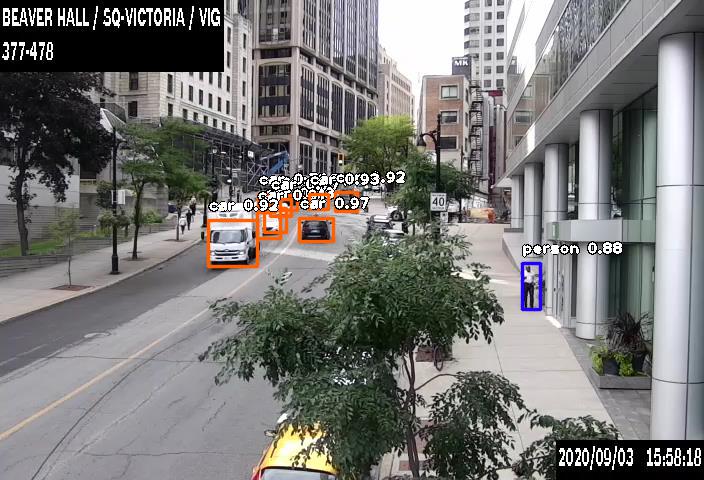 BEAVER HALL / SQ-VICTORIA / VIG
377-478
MK
car 0.92
car 0.97
40
person 0.88
2020/09/03 15:58:18